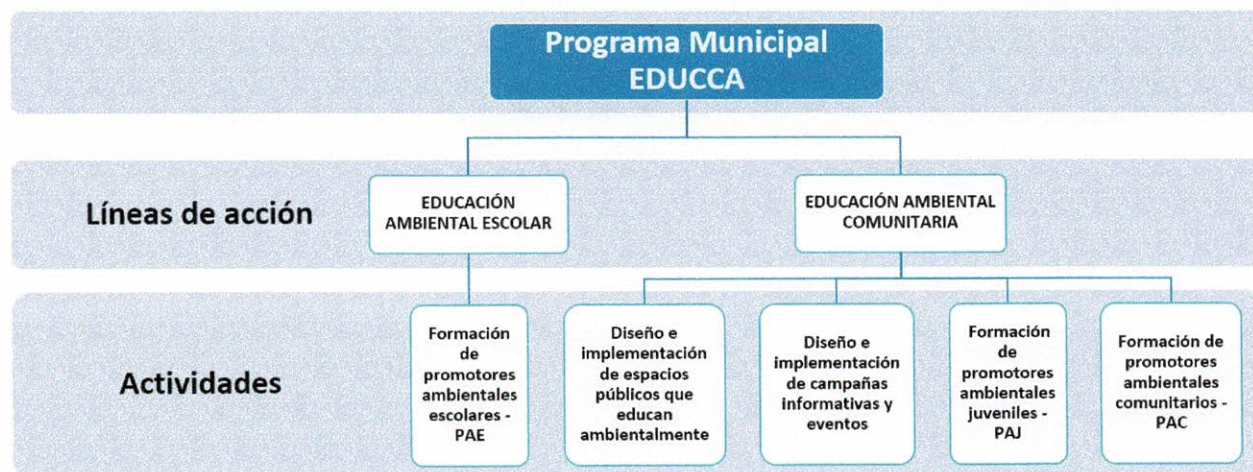 Programa Municipal
EDUCCA
Líneas de acción
EDUCACIÓN
AMBIENTAL ESCOLAR
EDUCACIÓN AMBIENTAL
COMUNITARIA
Actividades
Formación
de
promotores
ambientales
escolares -
PAE
Diseño e
implementación
de espacios
públicos que
educan
ambientalmente
Diseño e
implementación
de campañas
informativas y
eventos
Formación
de
promotores
ambientales
juveniles -
PAJ
Formación de
promotores
ambientales
comunitarios -
PAC